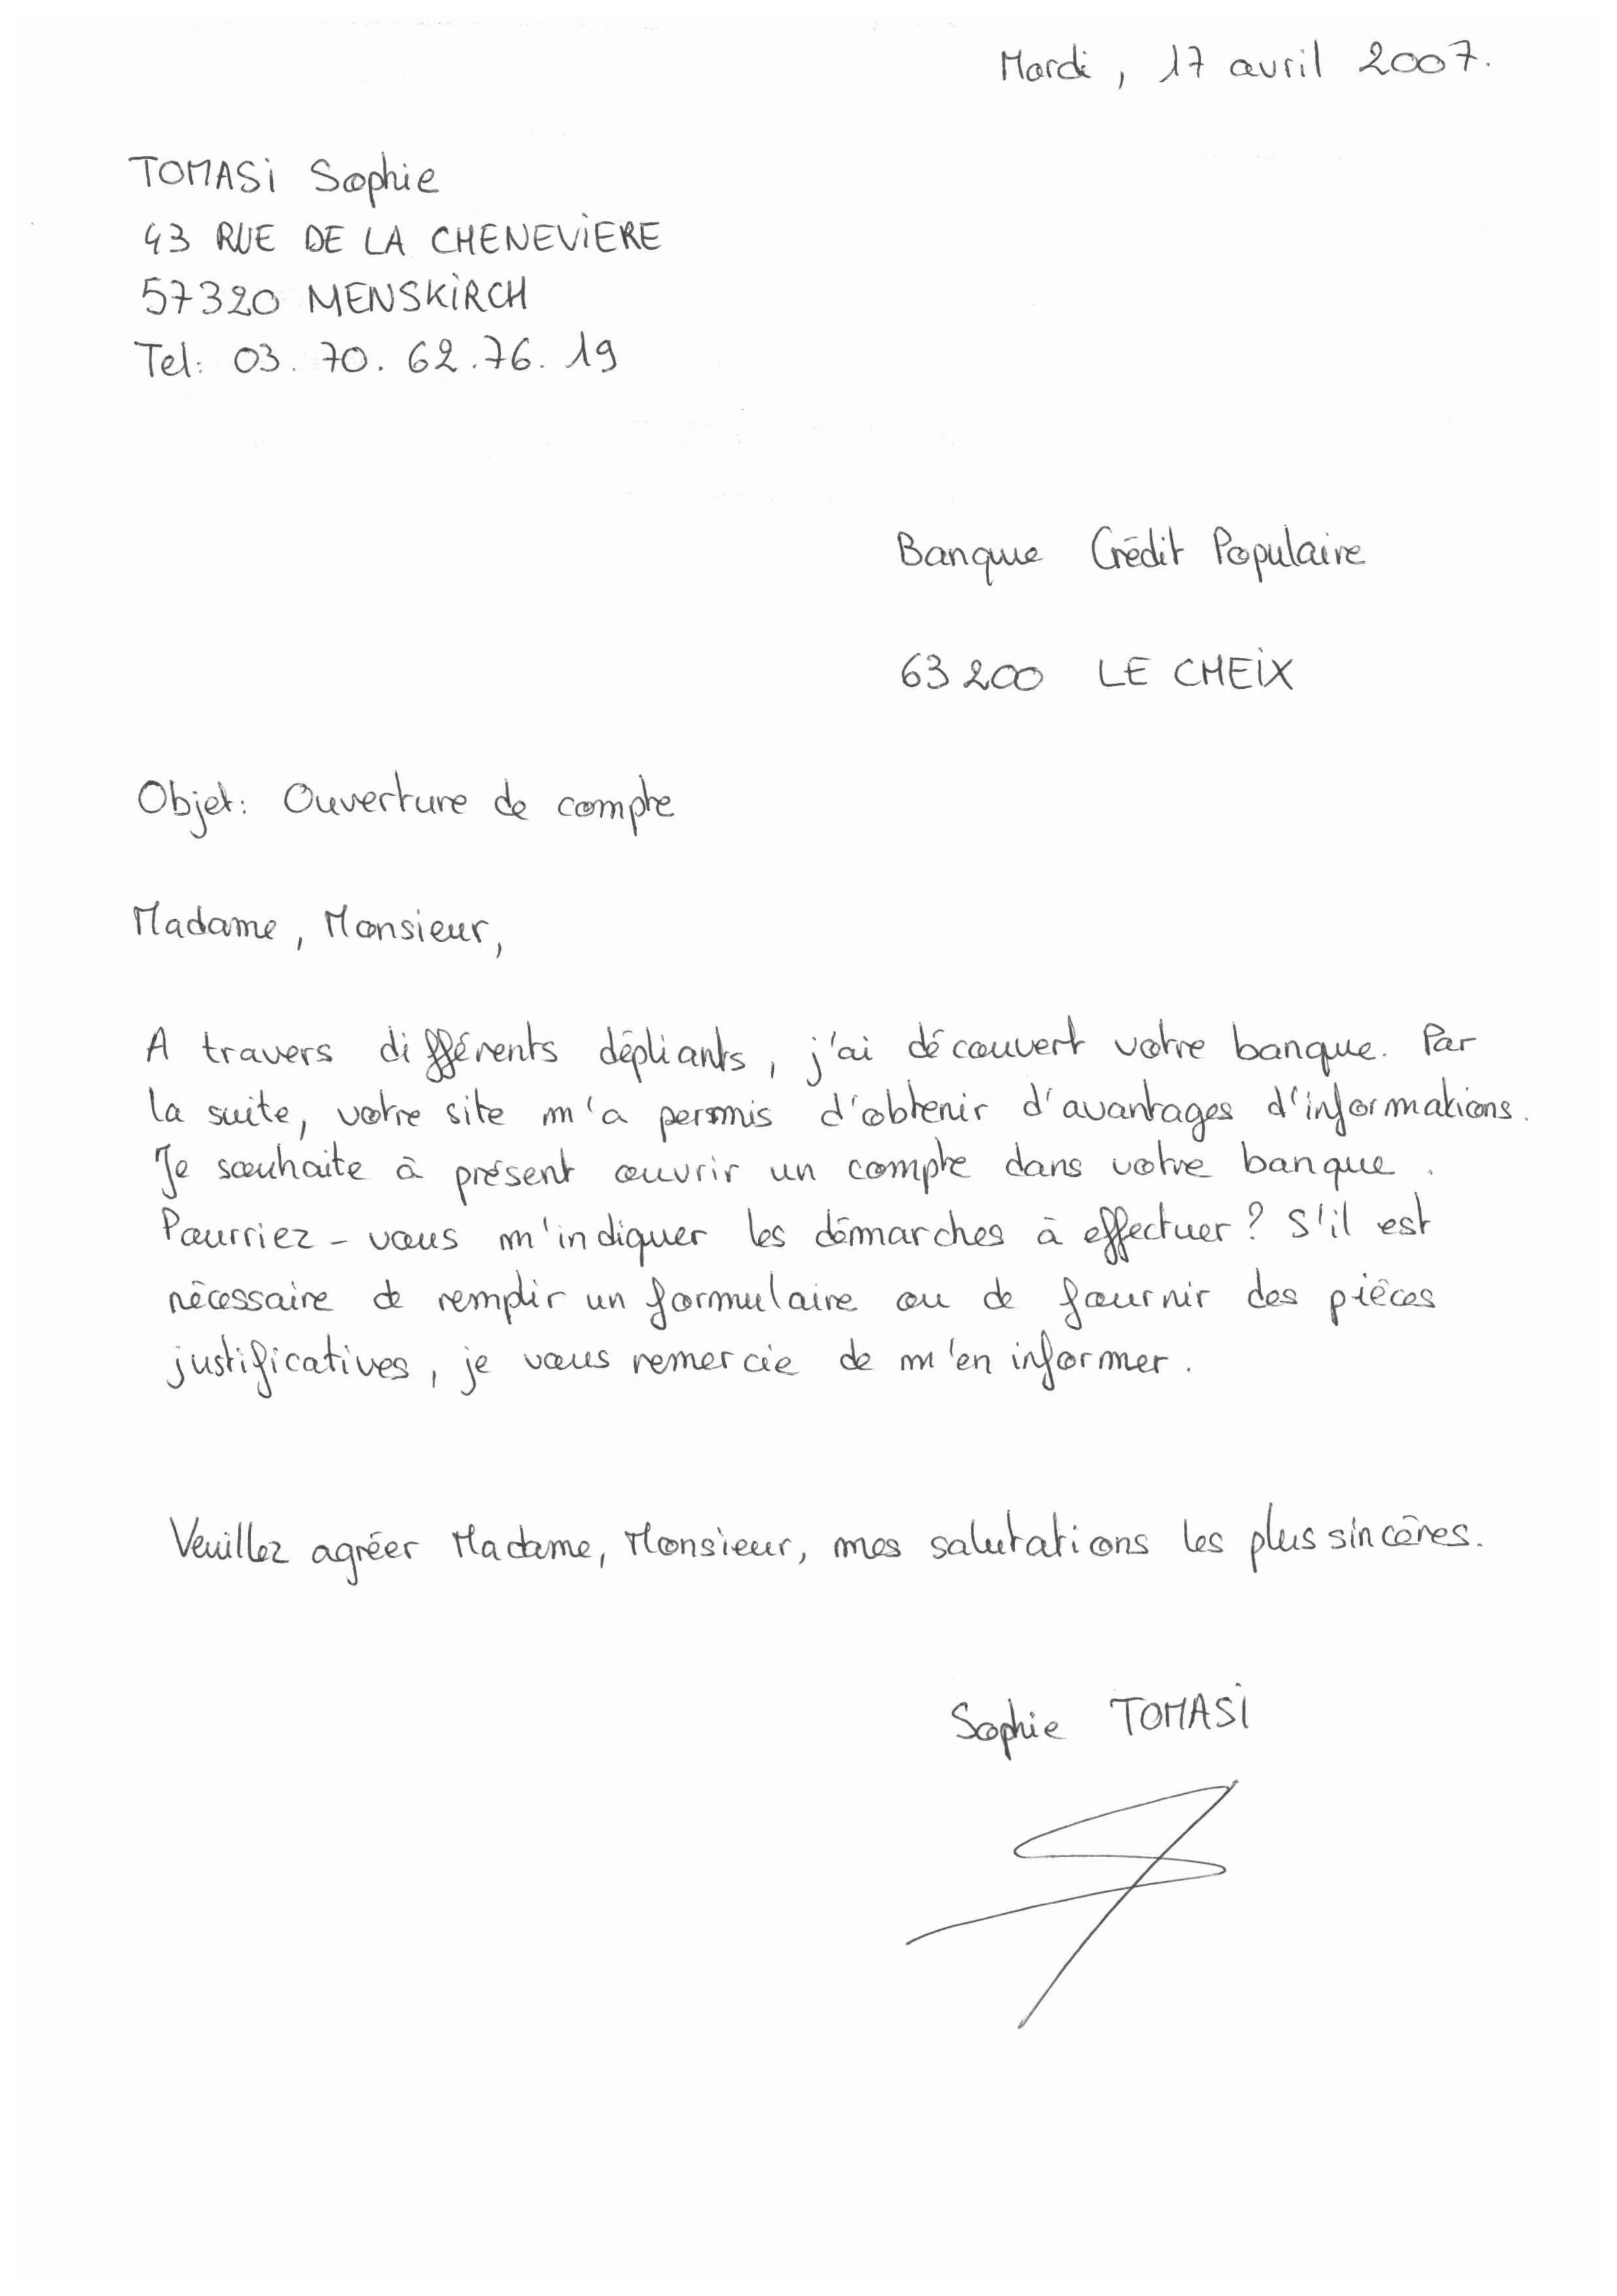 Mardi, 17 avril 2007.
TOMASi Sophie
43 RUE DE LA CHENEVIERE
57320 MENSKIRCH
Tel: 03. 70. 62. 76. 19
Banque Crédit Populaire
63200 LE CHEIX
Objet: Ouverture de compte
Madame, Monsieur,
A travers différents dépliants, j'ai découvert votre banque. Par
la suite, votre site m'a permis d'obtenir d'avantages d'informations.
Je souhaite à présent ouvrir un compte dans votre banque.
Pourriez-vous m'indiquer les démarches à effectuer? S'il est
nécessaire de remplir un formulaire ou de fournir des pièces
justificatives, je vous remercie de m'en informer.
Veuillez agréer Madame, Monsieur, mes salutations les plus sincères.
Sophie TOMASI